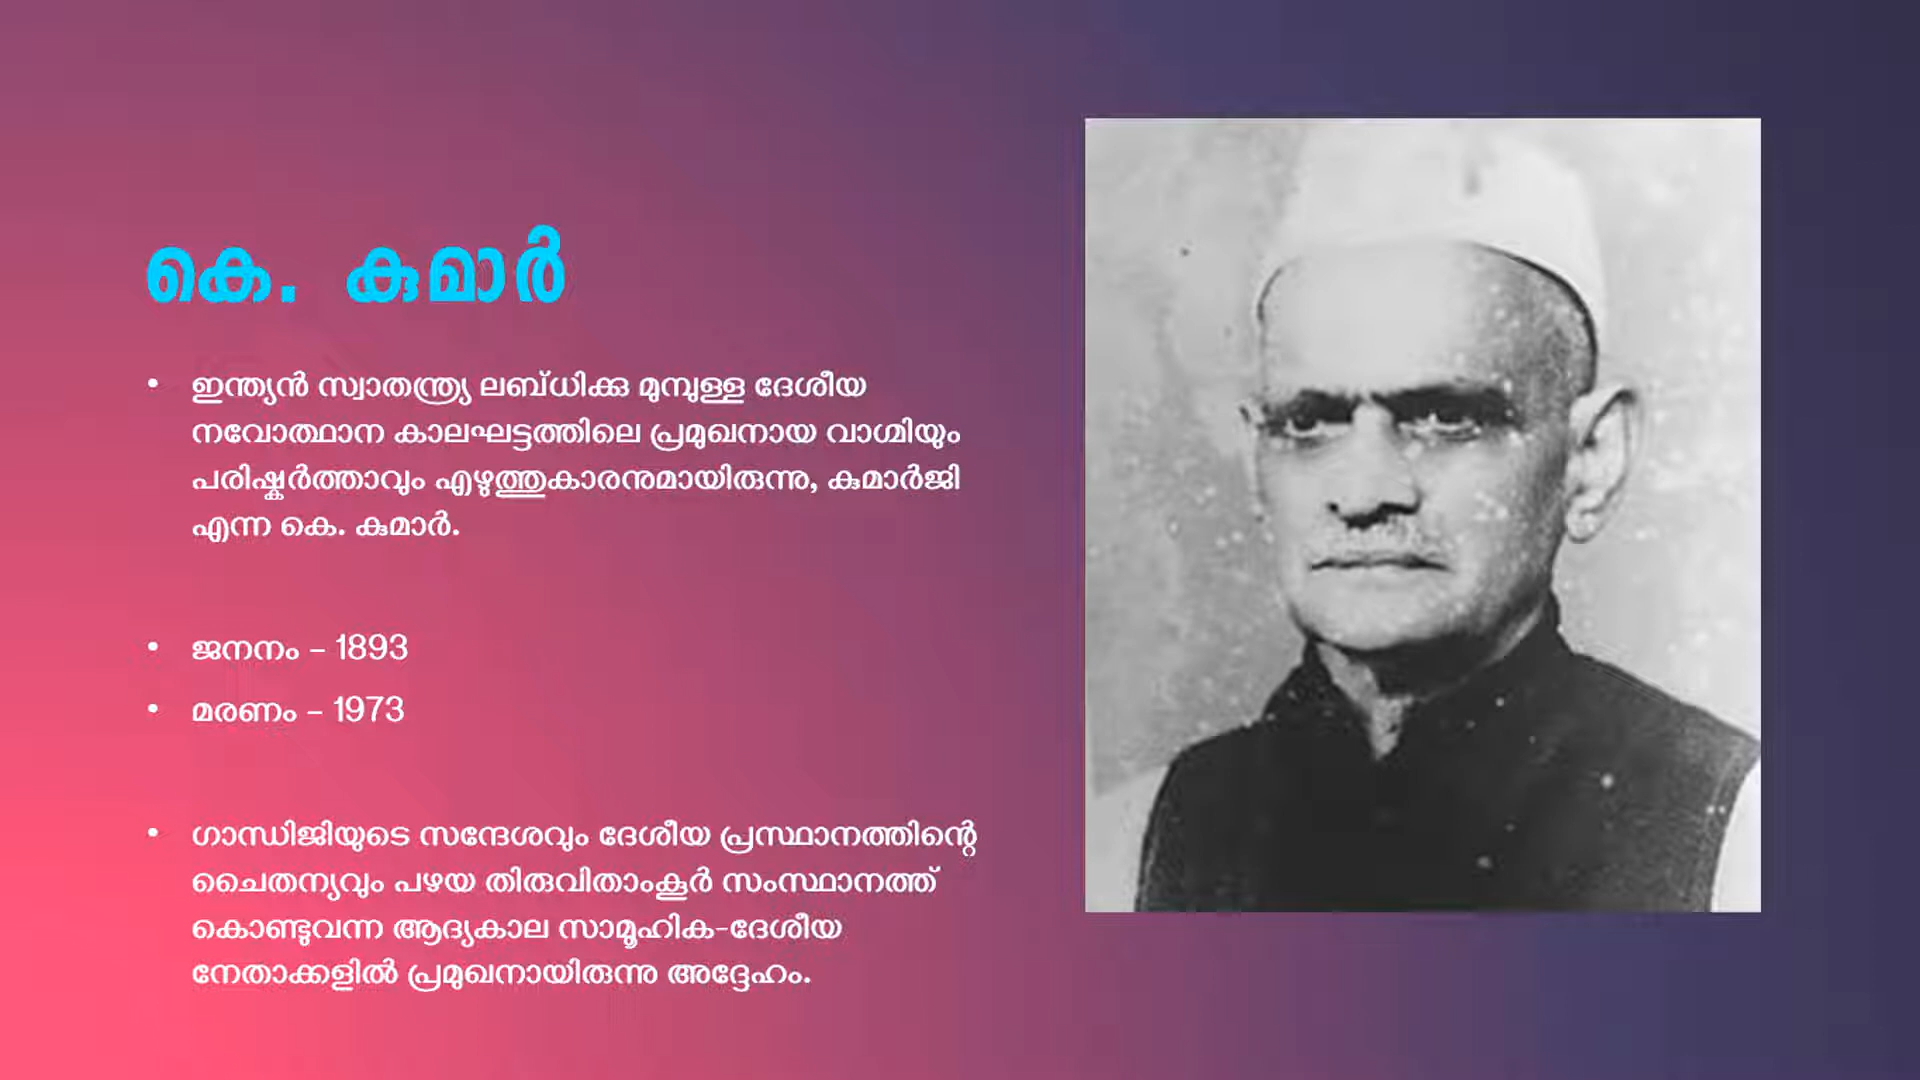 കെ. കുമാർ
• ഇന്ത്യൻ സ്വാതന്ത്ര്യ ലബ്ധിക്കു മുമ്പുള്ള ദേശീയ
നവോത്ഥാന കാലഘട്ടത്തിലെ പ്രമുഖനായ വാഗ്മിയും
പരിഷ്കർത്താവും എഴുത്തുകാരനുമായിരുന്നു, കുമാർജി
എന്ന കെ. കുമാർ.
• ജനനം – 1893
• മരണം – 1973
• ഗാന്ധിജിയുടെ സന്ദേശവും ദേശീയ പ്രസ്ഥാനത്തിന്റെ
ചൈതന്യവും പഴയ തിരുവിതാംകൂർ സംസ്ഥാനത്ത്
കൊണ്ടുവന്ന ആദ്യകാല സാമൂഹിക-ദേശീയ
നേതാക്കളിൽ പ്രമുഖനായിരുന്നു അദ്ദേഹം.